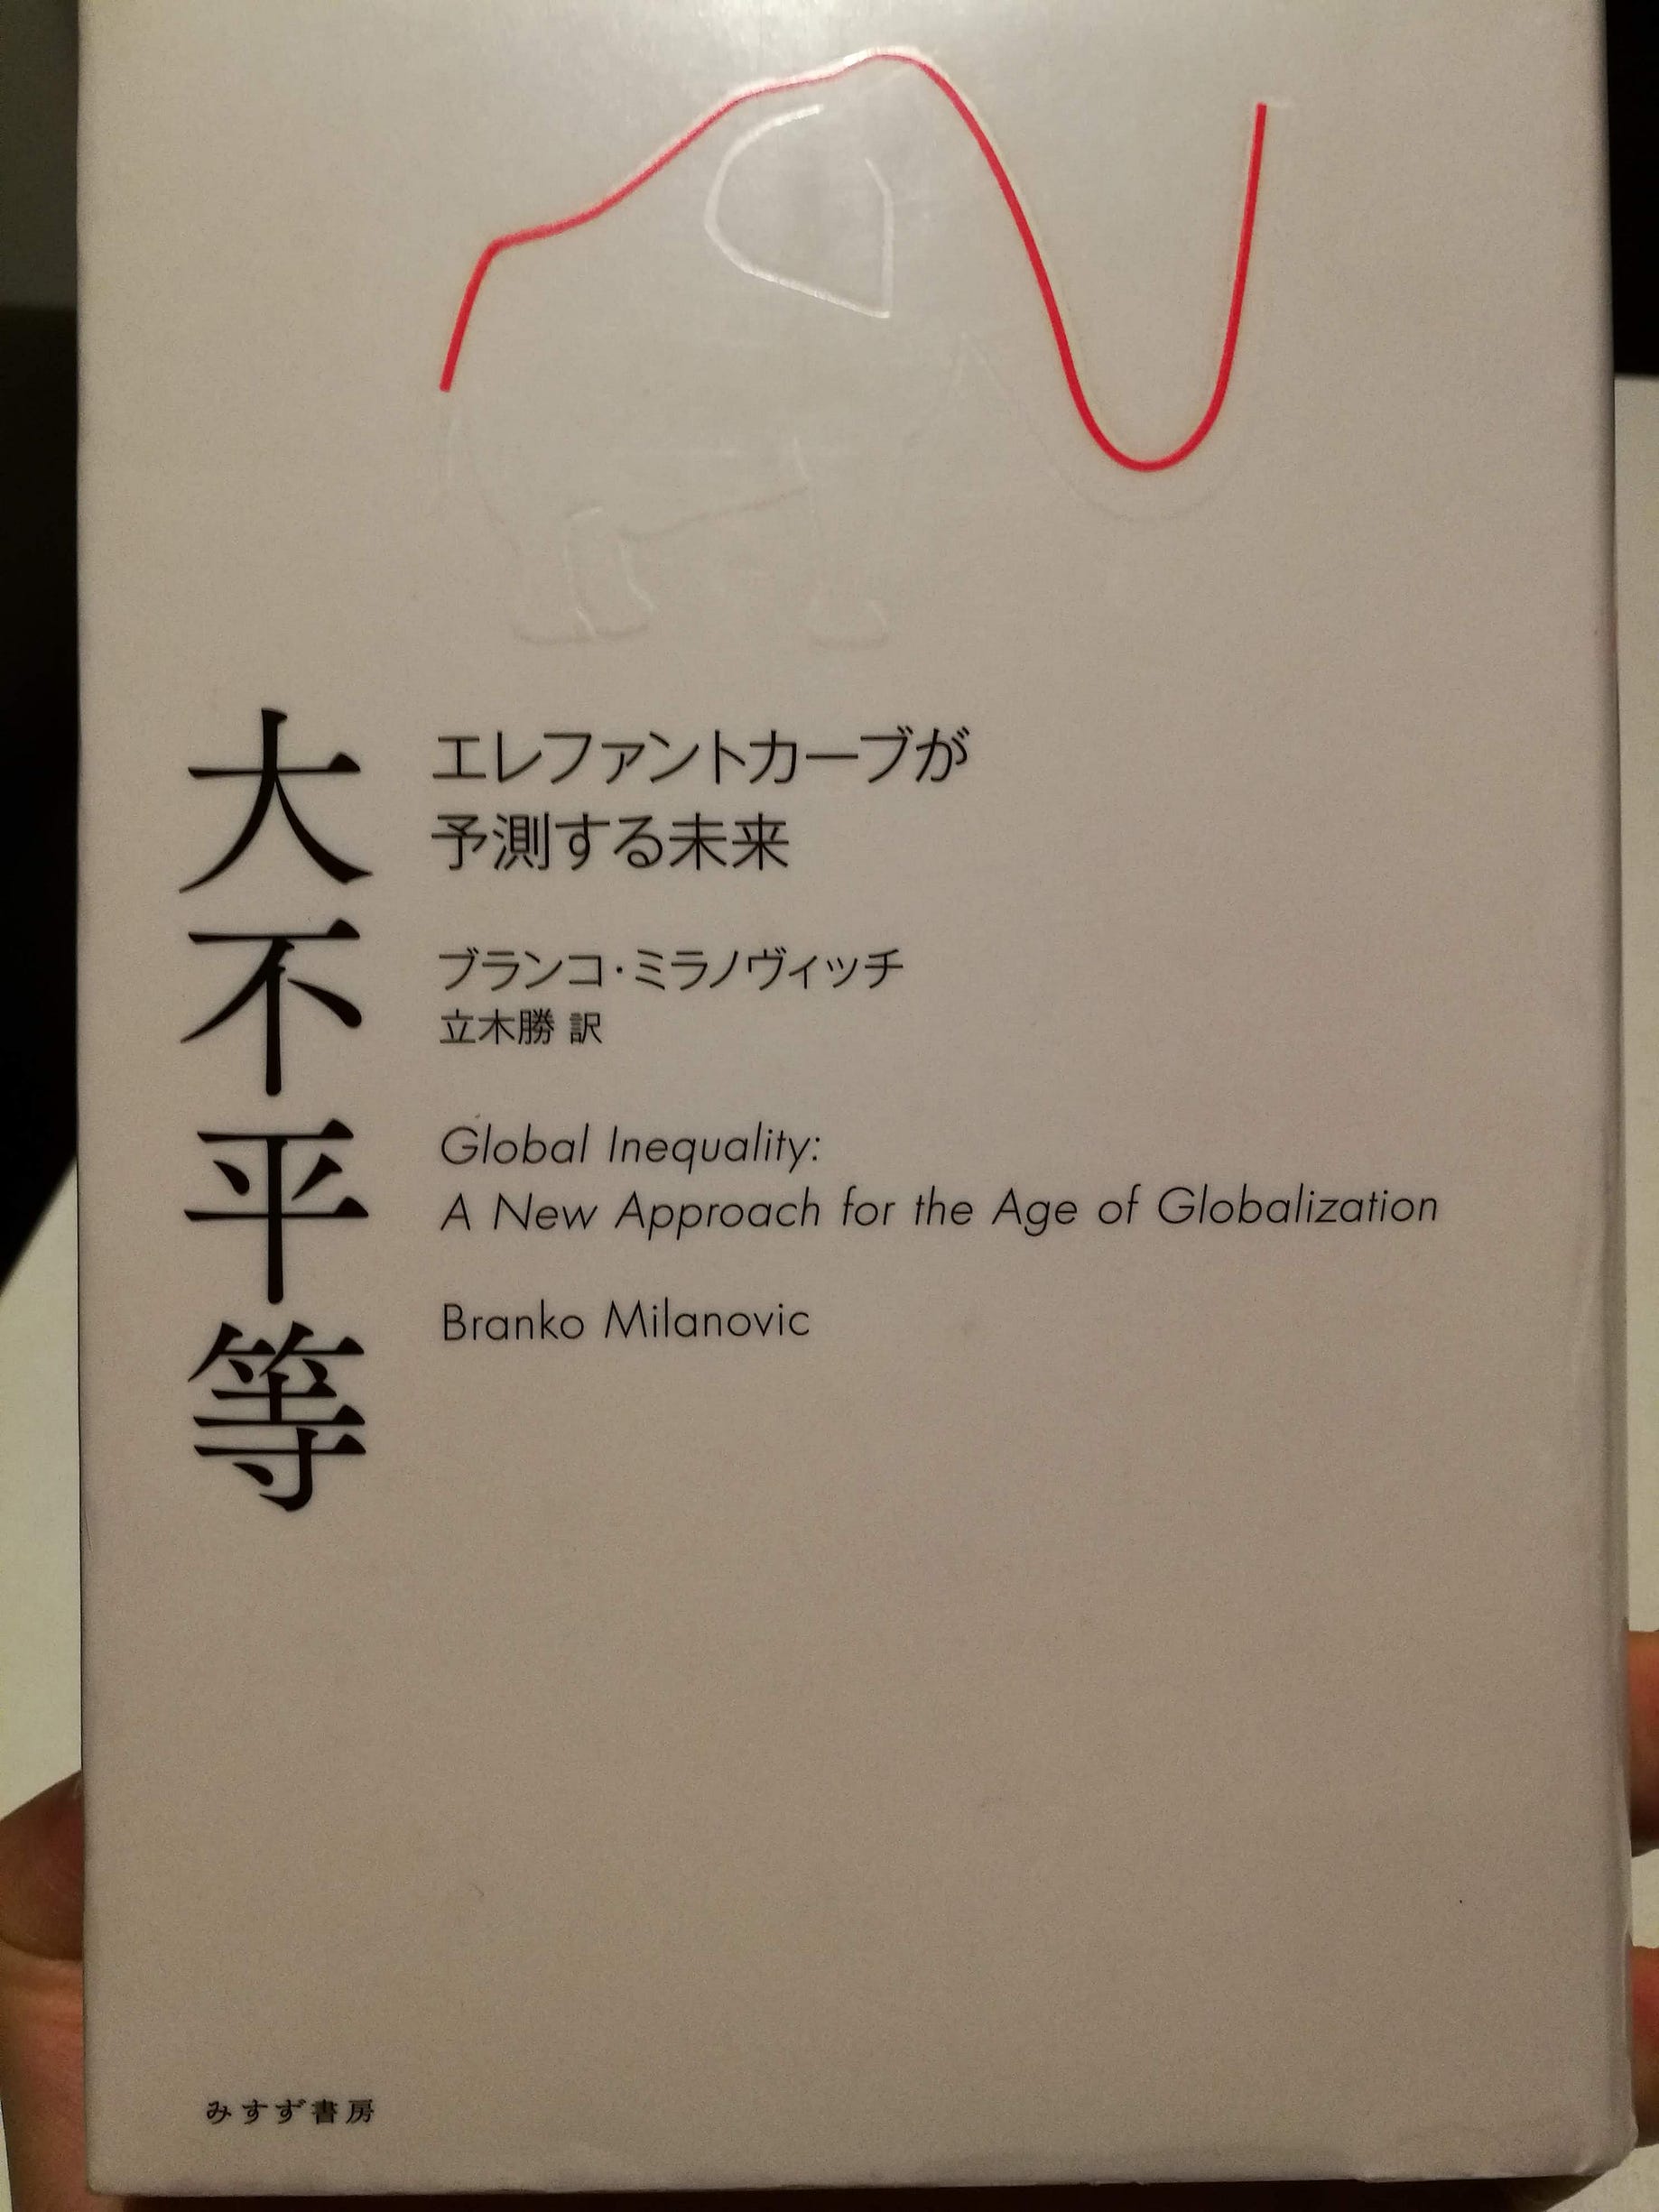 大不平等
エレファントカーブが
予測する未来
ブランコ・ミラノヴィッチ
立木勝 訳
Global Inequality:
A New Approach for the Age of Globalization
Branko Milanovic
みすず書房